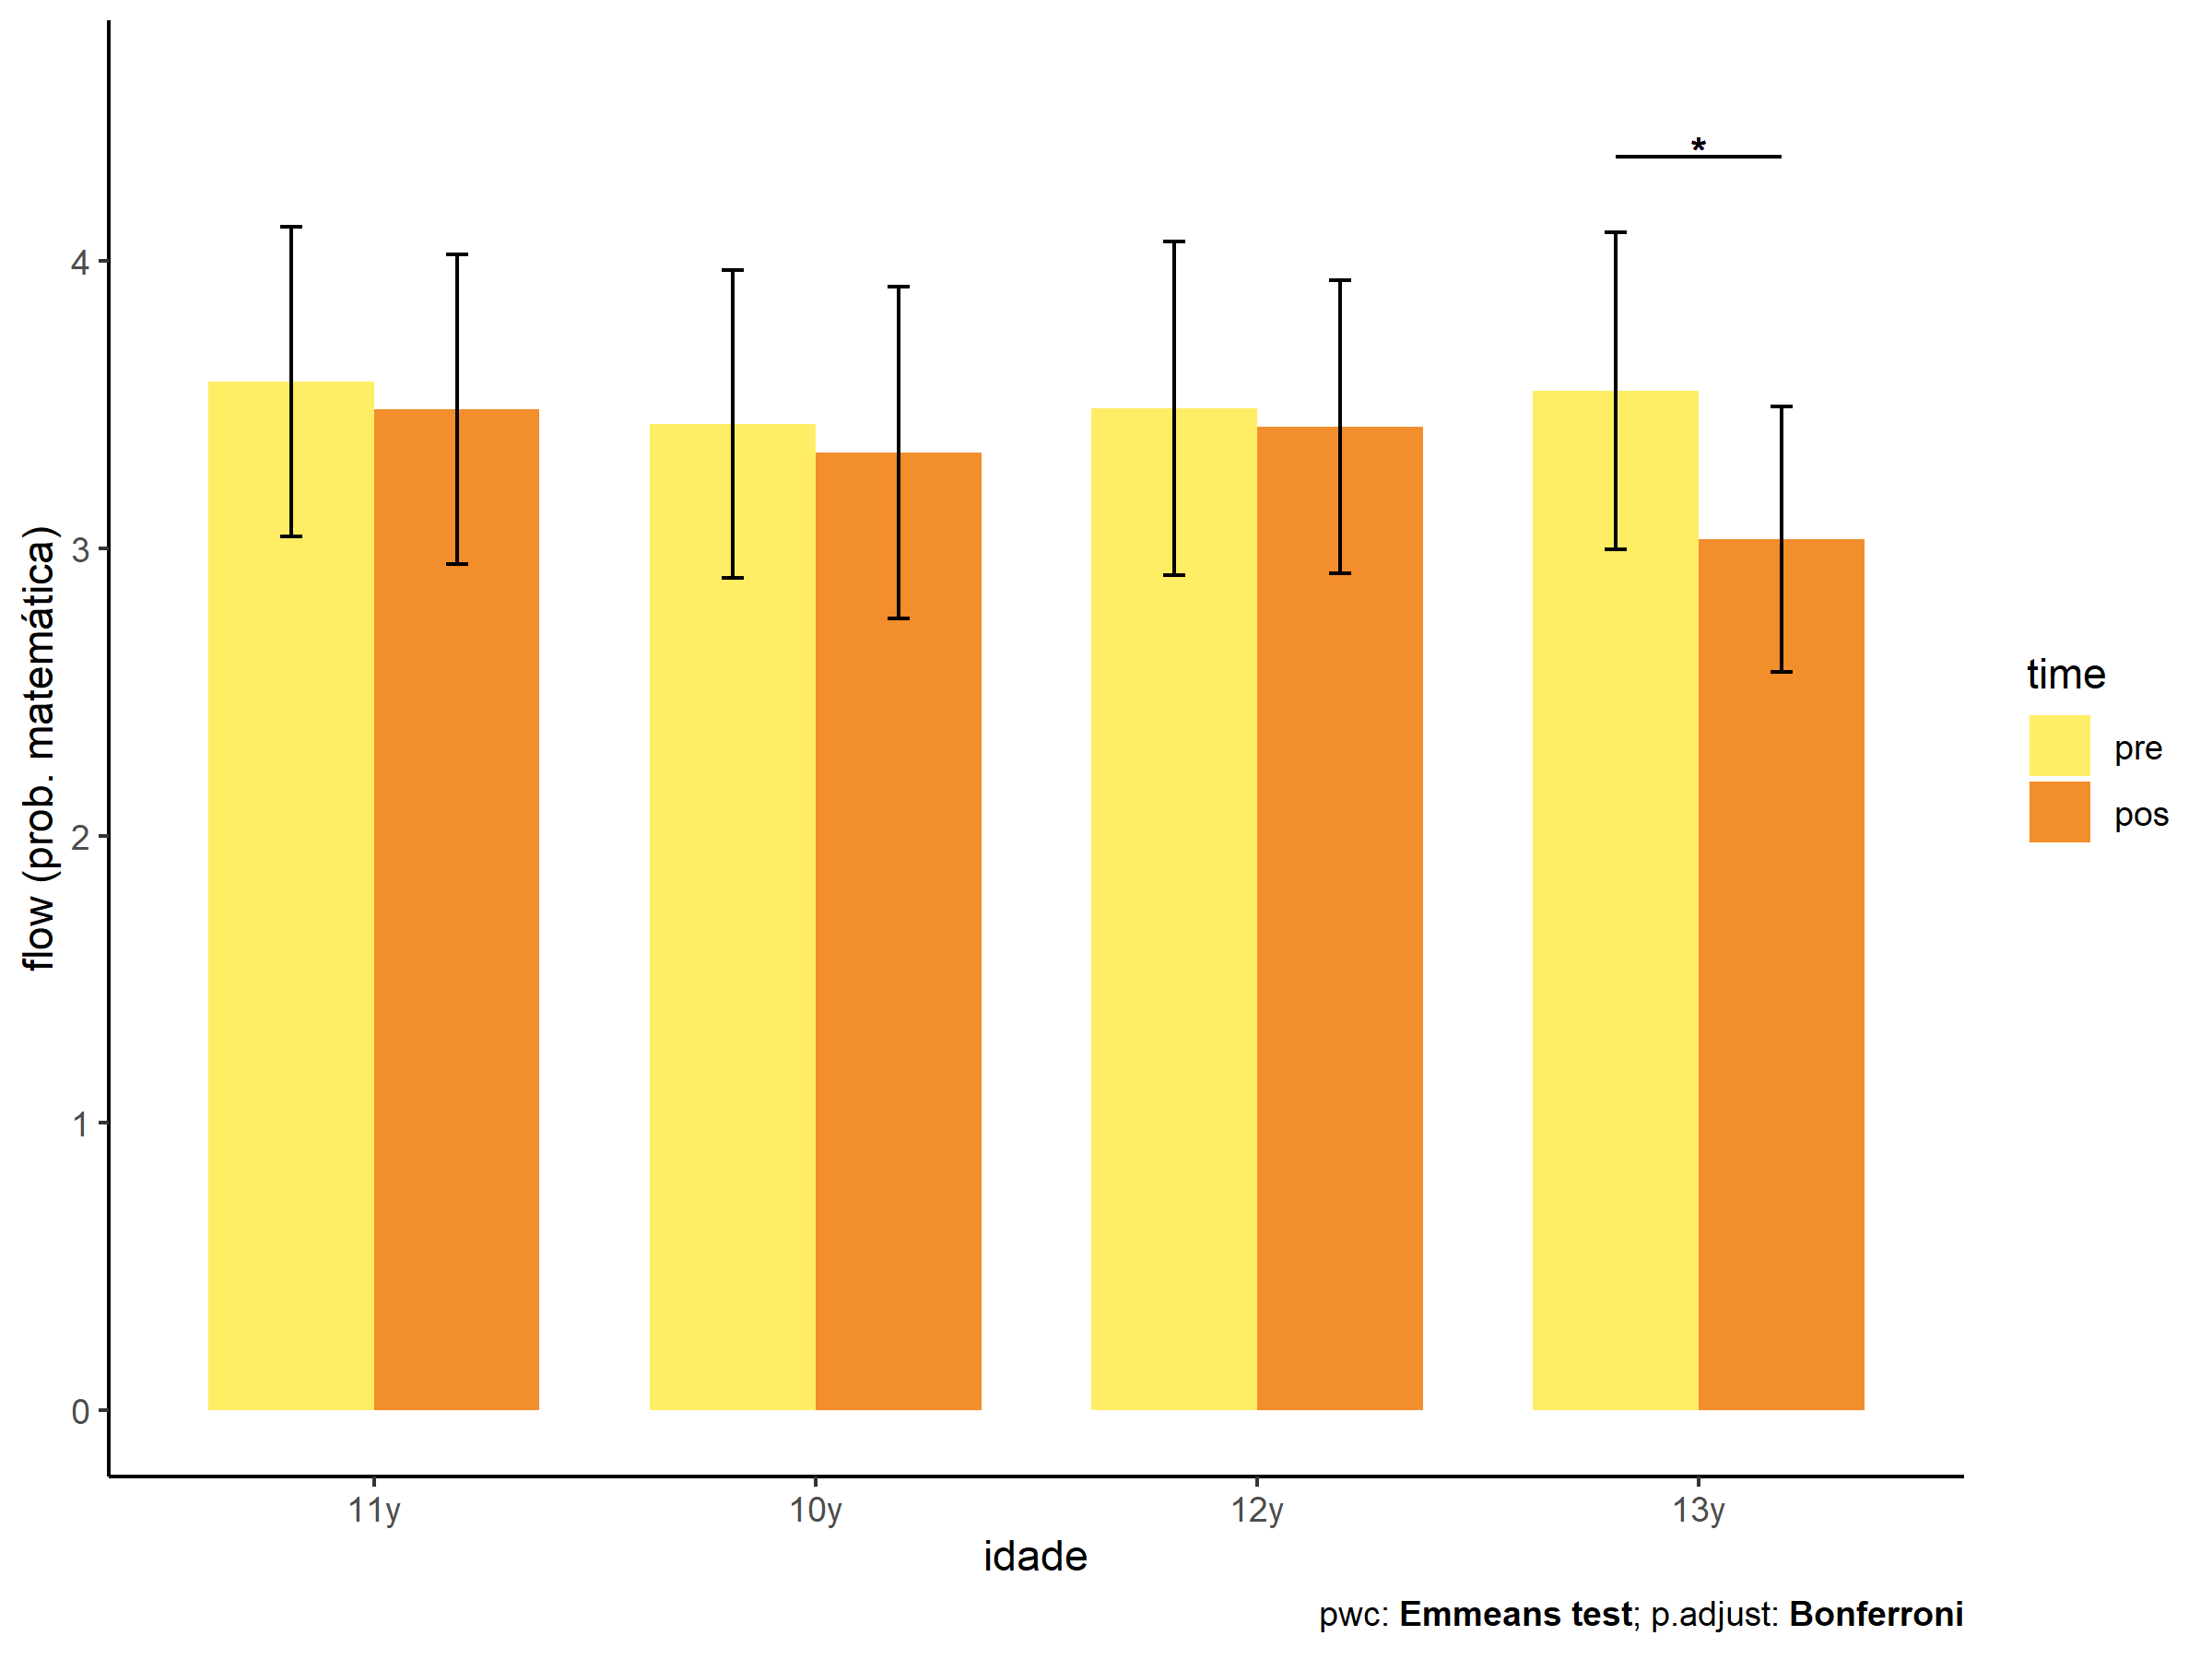 *
4
3
2
1
0
flow (prob. matemática)
11y 10y 12y 13y
idade
time
pre
pos
pwc: Emmeans test; p.adjust: Bonferroni